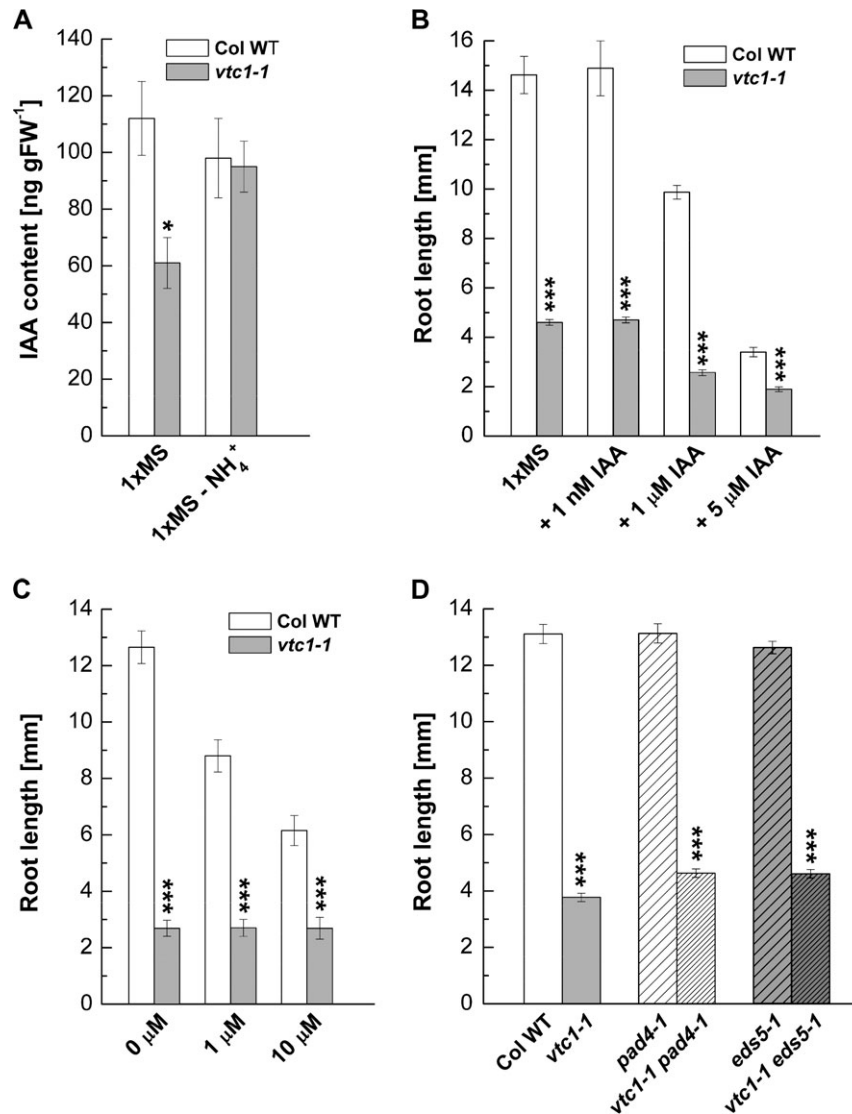 A
140
120
100
80
60
40
20
0
IAA content [ng gFW⁻¹]
Col WT
vtc1-1
*
1xMS
1xMS - NH₄⁺
B
16
14
12
10
8
6
4
2
0
Root length [mm]
Col WT
vtc1-1
***
***
***
***
1xMS
+ 1 nM IAA
+ 1 μM IAA
+ 5 μM IAA
C
14
12
10
8
6
4
2
0
Root length [mm]
Col WT
vtc1-1
***
***
***
0 μM
1 μM
10 μM
D
14
12
10
8
6
4
2
0
Root length [mm]
***
***
***
Col WT
vtc1-1
pad4-1
vtc1-1 pad4-1
eds5-1
vtc1-1 eds5-1